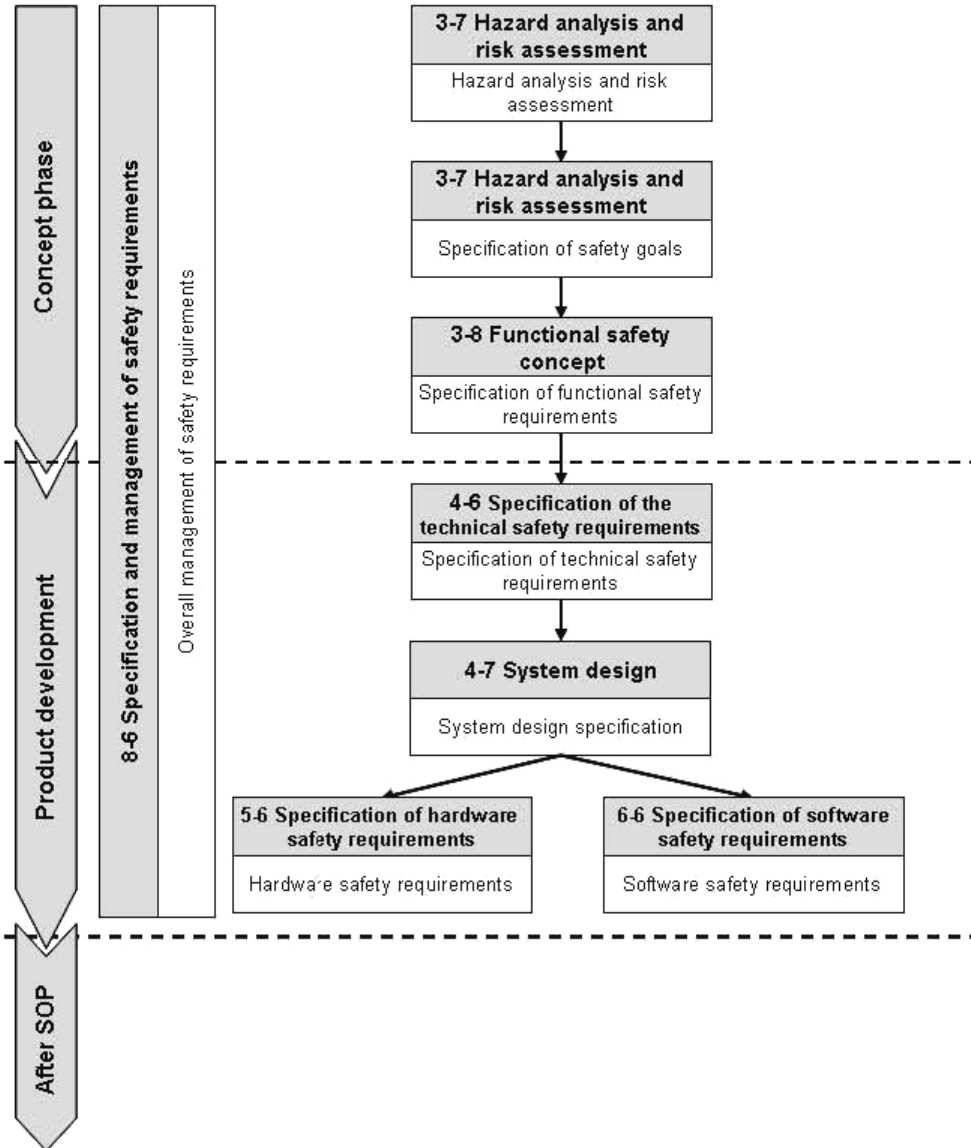 Concept phase
Product development
After SOP
8-6 Specification and management of safety requirements
Overall management of safety requirements
3-7 Hazard analysis and
risk assessment
Hazard analysis and risk
assessment
3-7 Hazard analysis and
risk assessment
Specification of safety goals
3-8 Functional safety
concept
Specification of functional safety
requirements
4-6 Specification of the
technical safety requirements
Specification of technical safety
requirements
4-7 System design
System design specification
5-6 Specification of hardware
safety requirements
Hardware safety requirements
6-6 Specification of software
safety requirements
Software safety requirements